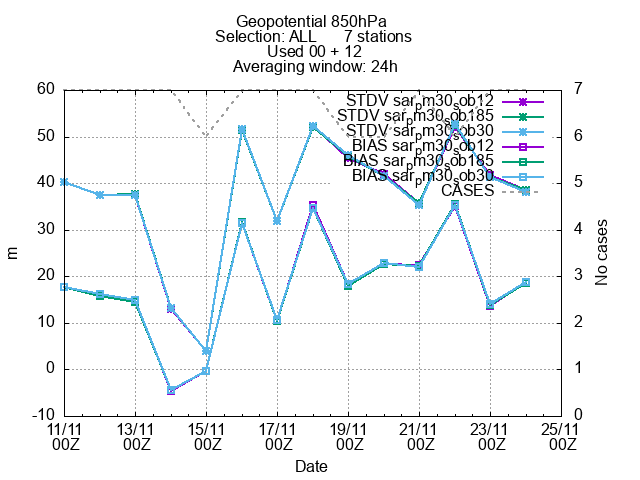 Geopotential 850hPa
Selection: ALL 7 stations
Used 00 + 12
Averaging window: 24h
60 7
STDV sar_pm30_sob12
STDV sar_pm30_sob185
50 6
STDV sar_pm30_sob30
BIAS sar_pm30_sob12
BIAS sar_pm30_sob185
BIAS sar_pm30_sob30
40 5
CASES
30 4
m
No cases
20 3
10 2
0 1
-10 0
11/11 13/11 15/11 17/11 19/11 21/11 23/11 25/11
00Z 00Z 00Z 00Z 00Z 00Z 00Z 00Z
Date